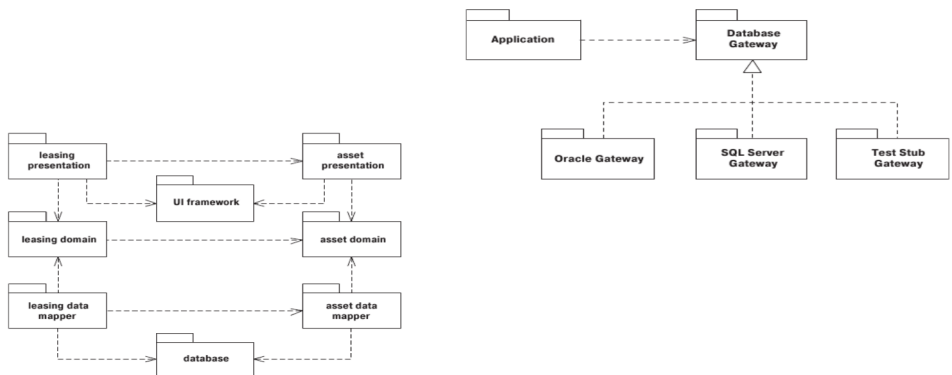 Application
Database
Gateway
Oracle Gateway
SQL Server
Gateway
Test Stub
Gateway
leasing
presentation
asset
presentation
UI framework
leasing domain
asset domain
leasing data
mapper
asset data
mapper
database